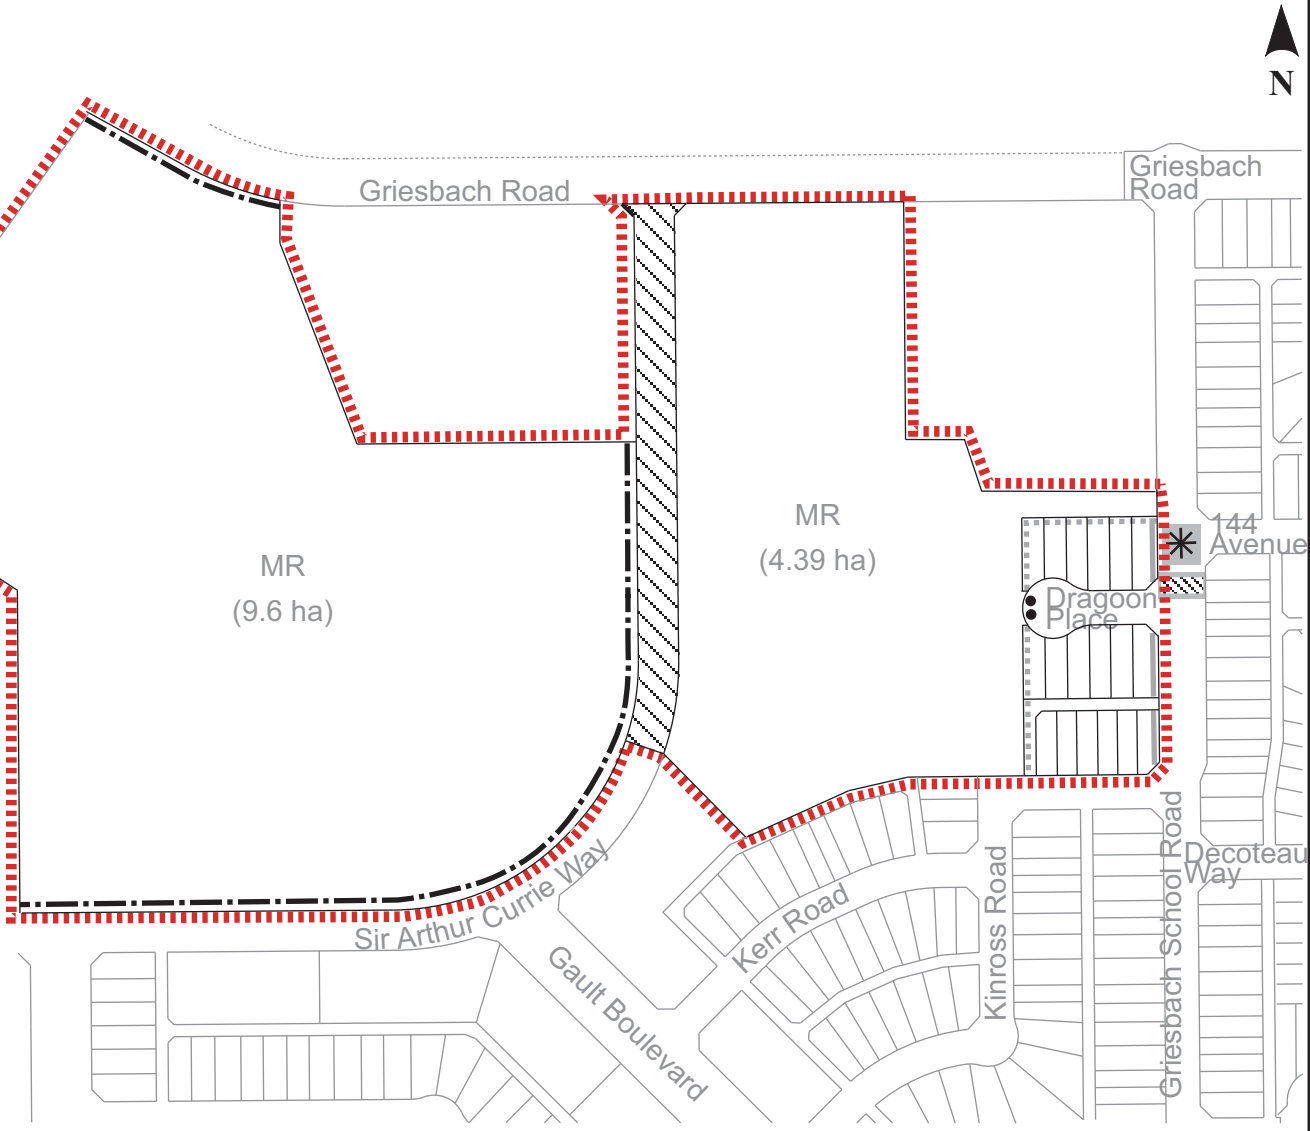 N
Griesbach Road
Griesbach
Road
MR
(4.39 ha)
144
Avenue
MR
(9.6 ha)
Dragoon
Place
Sir Arthur Currie Way
Kerr Road
Kinross Road
Griesbach School Road
Decoteau
Way
Gault Boulevard